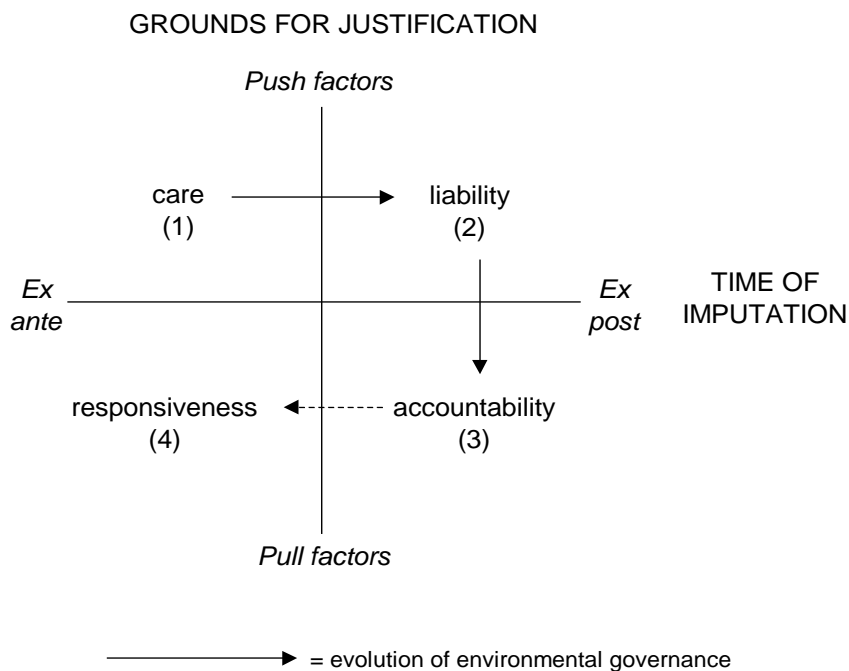 GROUNDS FOR JUSTIFICATION
Push factors
care
(1)
liability
(2)
Ex
ante
Ex
post
TIME OF
IMPUTATION
responsiveness
(4)
accountability
(3)
Pull factors
= evolution of environmental governance